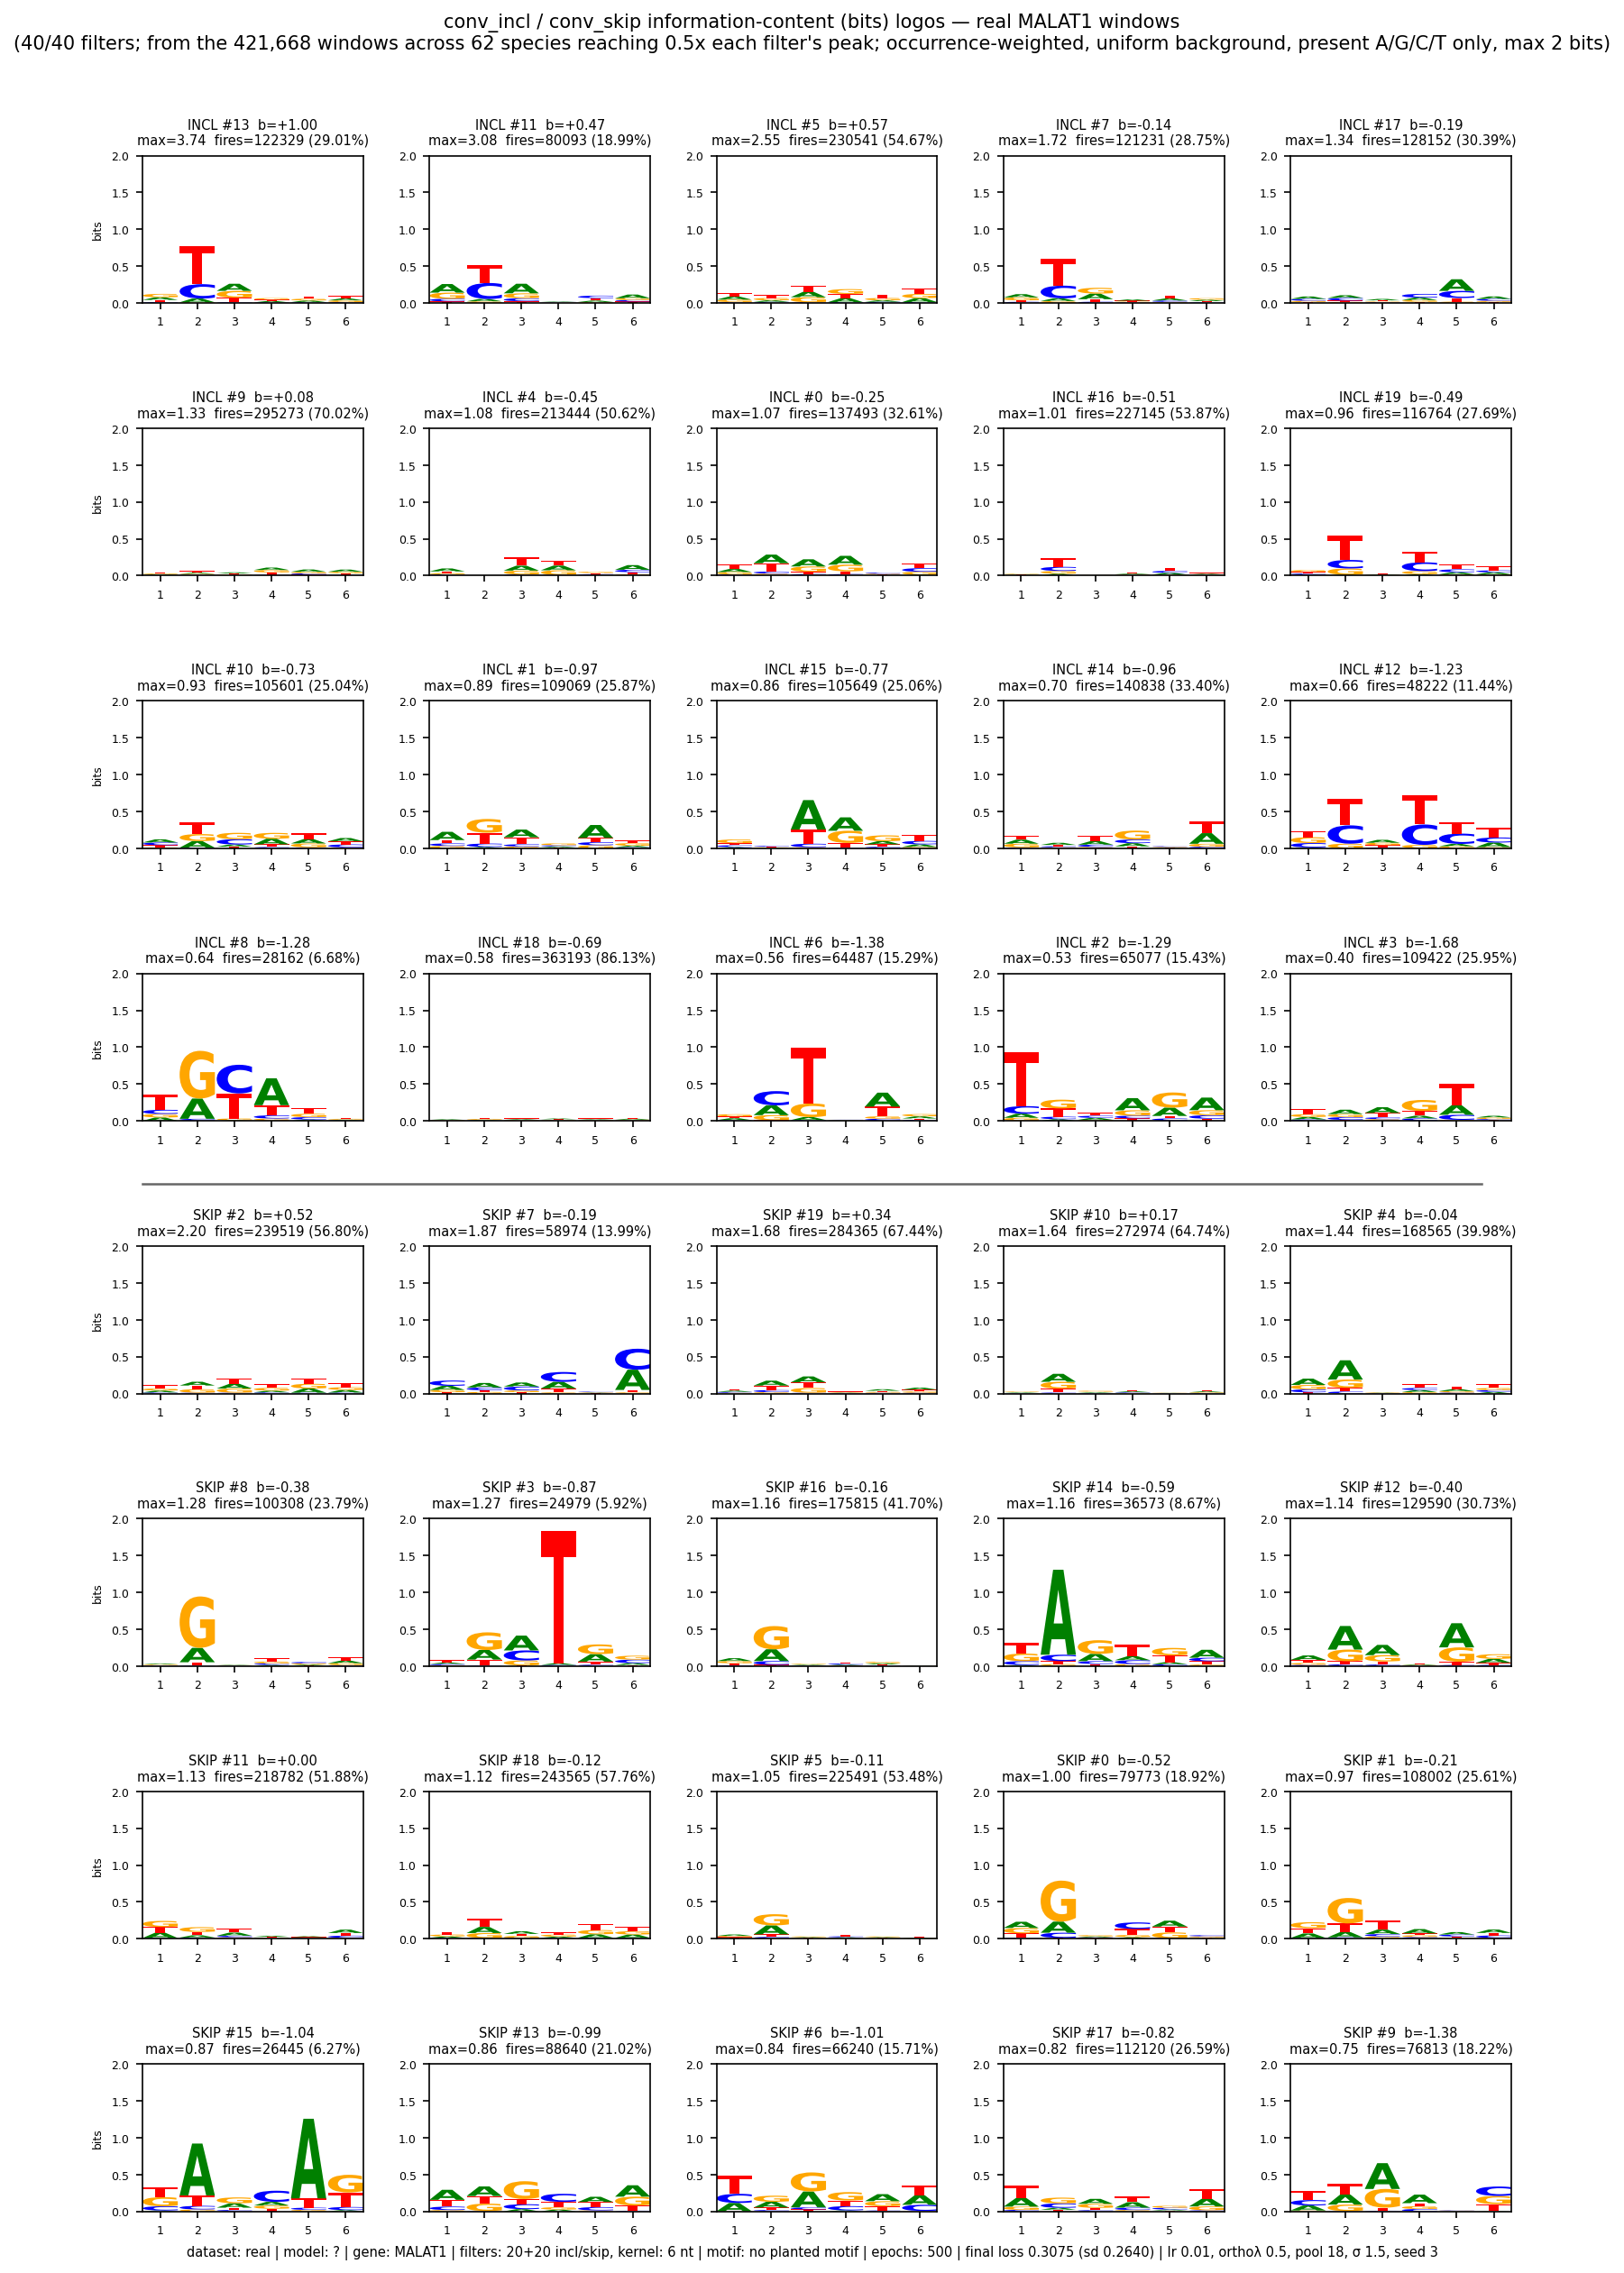 conv_incl / conv_skip information-content (bits) logos — real MALAT1 windows
(40/40 filters; from the 421,668 windows across 62 species reaching 0.5x each filter's peak; occurrence-weighted, uniform background, present A/G/C/T only, max 2 bits)
INCL #13 b=+1.00
max=3.74 fires=122329 (29.01%)
INCL #11 b=+0.47
max=3.08 fires=80093 (18.99%)
INCL #5 b=+0.57
max=2.55 fires=230541 (54.67%)
INCL #7 b=-0.14
max=1.72 fires=121231 (28.75%)
INCL #17 b=-0.19
max=1.34 fires=128152 (30.39%)
INCL #9 b=+0.08
max=1.33 fires=295273 (70.02%)
INCL #4 b=-0.45
max=1.08 fires=213444 (50.62%)
INCL #0 b=-0.25
max=1.07 fires=137493 (32.61%)
INCL #16 b=-0.51
max=1.01 fires=227145 (53.87%)
INCL #19 b=-0.49
max=0.96 fires=116764 (27.69%)
INCL #10 b=-0.73
max=0.93 fires=105601 (25.04%)
INCL #1 b=-0.97
max=0.89 fires=109069 (25.87%)
INCL #15 b=-0.77
max=0.86 fires=105649 (25.06%)
INCL #14 b=-0.96
max=0.70 fires=140838 (33.40%)
INCL #12 b=-1.23
max=0.66 fires=48222 (11.44%)
INCL #8 b=-1.28
max=0.64 fires=28162 (6.68%)
INCL #18 b=-0.69
max=0.58 fires=363193 (86.13%)
INCL #6 b=-1.38
max=0.56 fires=64487 (15.29%)
INCL #2 b=-1.29
max=0.53 fires=65077 (15.43%)
INCL #3 b=-1.68
max=0.40 fires=109422 (25.95%)
SKIP #2 b=+0.52
max=2.20 fires=239519 (56.80%)
SKIP #7 b=-0.19
max=1.87 fires=58974 (13.99%)
SKIP #19 b=+0.34
max=1.68 fires=284365 (67.44%)
SKIP #10 b=+0.17
max=1.64 fires=272974 (64.74%)
SKIP #4 b=-0.04
max=1.44 fires=168565 (39.98%)
SKIP #8 b=-0.38
max=1.28 fires=100308 (23.79%)
SKIP #3 b=-0.87
max=1.27 fires=24979 (5.92%)
SKIP #16 b=-0.16
max=1.16 fires=175815 (41.70%)
SKIP #14 b=-0.59
max=1.16 fires=36573 (8.67%)
SKIP #12 b=-0.40
max=1.14 fires=129590 (30.73%)
SKIP #11 b=+0.00
max=1.13 fires=218782 (51.88%)
SKIP #18 b=-0.12
max=1.12 fires=243565 (57.76%)
SKIP #5 b=-0.11
max=1.05 fires=225491 (53.48%)
SKIP #0 b=-0.52
max=1.00 fires=79773 (18.92%)
SKIP #1 b=-0.21
max=0.97 fires=108002 (25.61%)
SKIP #15 b=-1.04
max=0.87 fires=26445 (6.27%)
SKIP #13 b=-0.99
max=0.86 fires=88640 (21.02%)
SKIP #6 b=-1.01
max=0.84 fires=66240 (15.71%)
SKIP #17 b=-0.82
max=0.82 fires=112120 (26.59%)
SKIP #9 b=-1.38
max=0.75 fires=76813 (18.22%)
dataset: real | model: ? | gene: MALAT1 | filters: 20+20 incl/skip, kernel: 6 nt | motif: no planted motif | epochs: 500 | final loss 0.3075 (sd 0.2640) | lr 0.01, orthoλ 0.5, pool 18, σ 1.5, seed 3